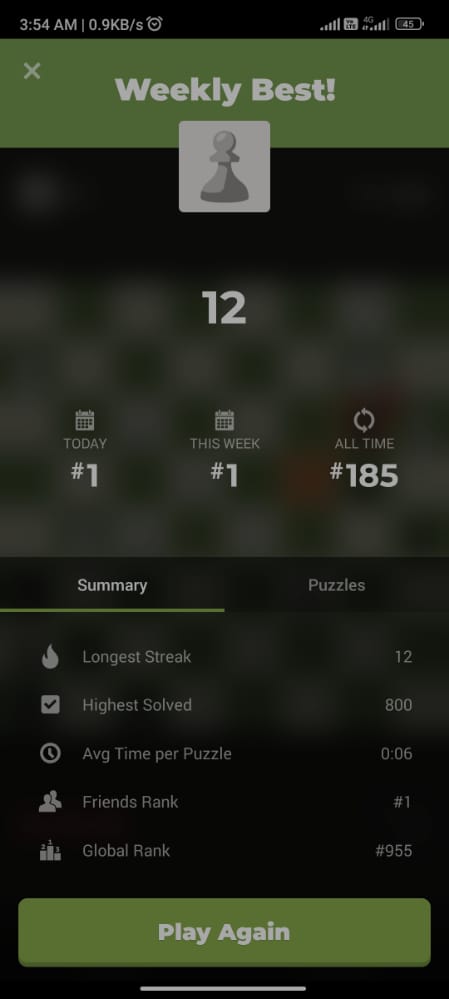 3:54 AM | 0.9KB/s
Vo LTE 4G 45
Weekly Best!
12
TODAY
THIS WEEK
ALL TIME
#1
#1
#185
Summary
Puzzles
Longest Streak 12
Highest Solved 800
Avg Time per Puzzle 0:06
Friends Rank #1
Global Rank #955
Play Again